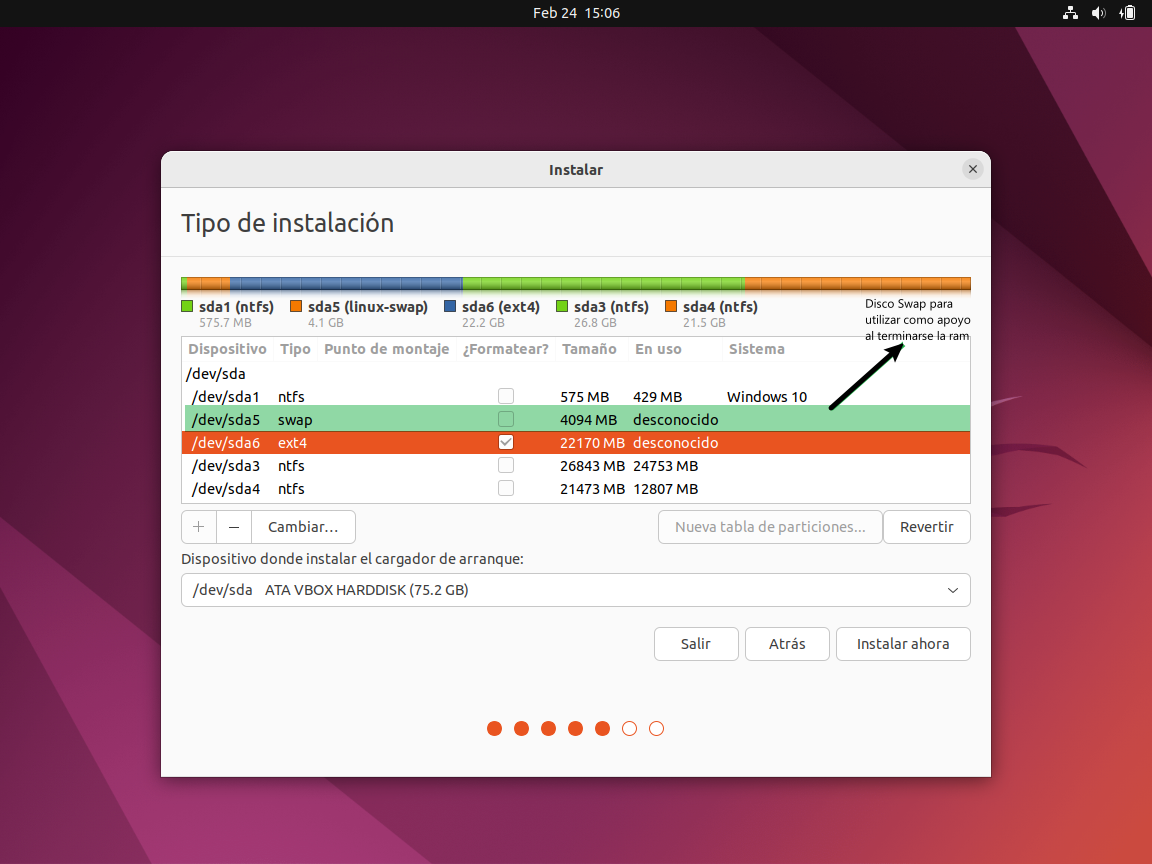 Feb 24 15:06
Instalar
Tipo de instalación
sda1 (ntfs) sda5 (linux-swap) sda6 (ext4) sda3 (ntfs) sda4 (ntfs)
575.7 MB 4.1 GB 22.2 GB 26.8 GB 21.5 GB
Disco Swap para
utilizar como apoyo
al terminarse la ram
Dispositivo Tipo Punto de montaje ¿Formatear? Tamaño En uso Sistema
/dev/sda
/dev/sda1 ntfs 575 MB 429 MB Windows 10
/dev/sda5 swap 4094 MB desconocido
/dev/sda6 ext4 22170 MB desconocido
/dev/sda3 ntfs 26843 MB 24753 MB
/dev/sda4 ntfs 21473 MB 12807 MB
+ − Cambiar... Nueva tabla de particiones... Revertir
Dispositivo donde instalar el cargador de arranque:
/dev/sda ATA VBOX HARDDISK (75.2 GB)
Salir Atrás Instalar ahora